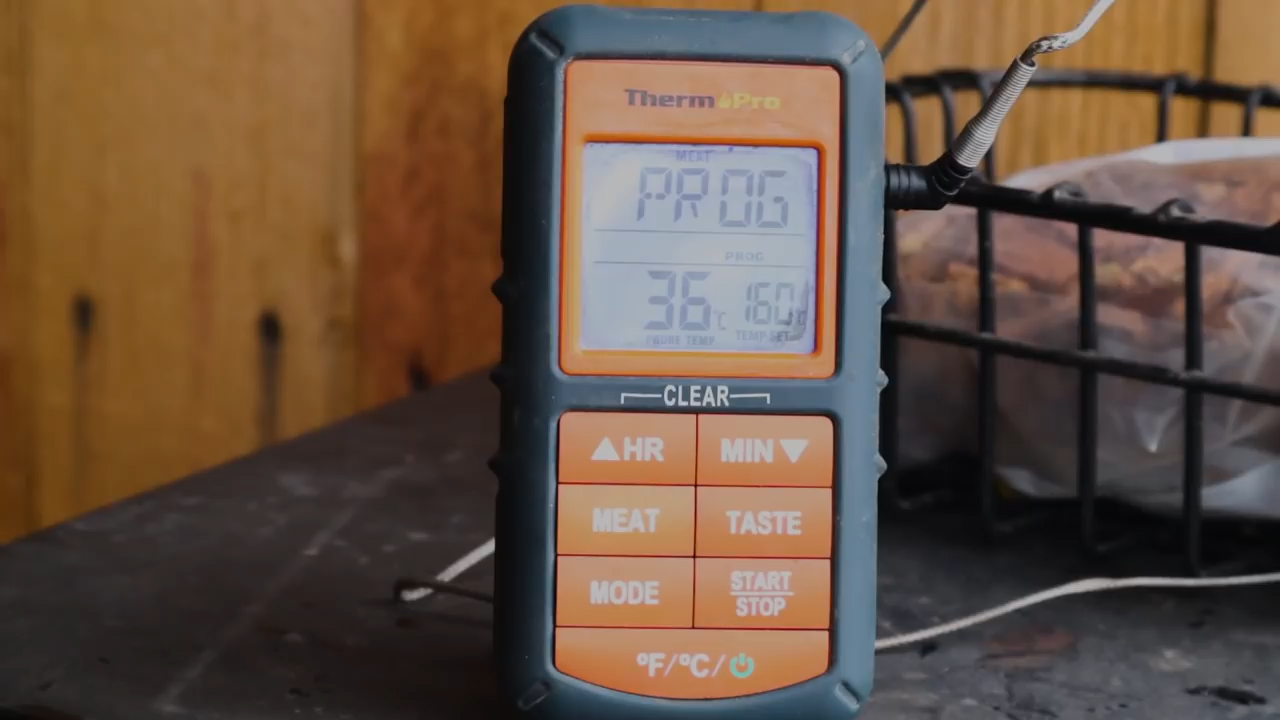 ThermoPro
MEAT
PROG
PROG
36°C 160°C
PROBE TEMP TEMP SET
CLEAR
▲HR MIN▼
MEAT TASTE
MODE START
STOP
°F/°C/⏻